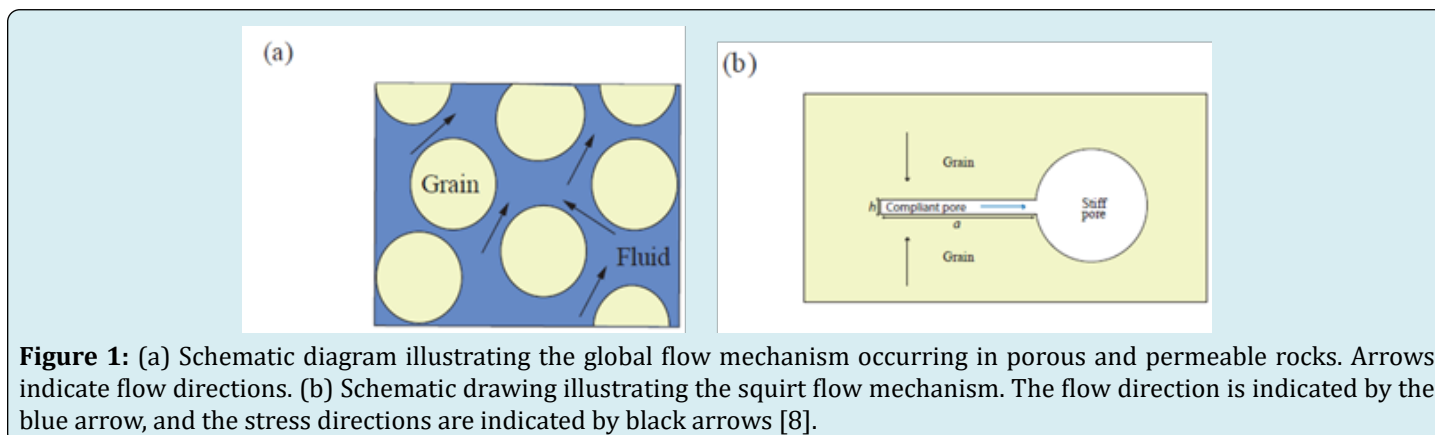 (a)
Grain
Fluid
(b)
Grain
h
Compliant pore
a
Stiff
pore
Grain
Figure 1: (a) Schematic diagram illustrating the global flow mechanism occurring in porous and permeable rocks. Arrows
indicate flow directions. (b) Schematic drawing illustrating the squirt flow mechanism. The flow direction is indicated by the
blue arrow, and the stress directions are indicated by black arrows [8].